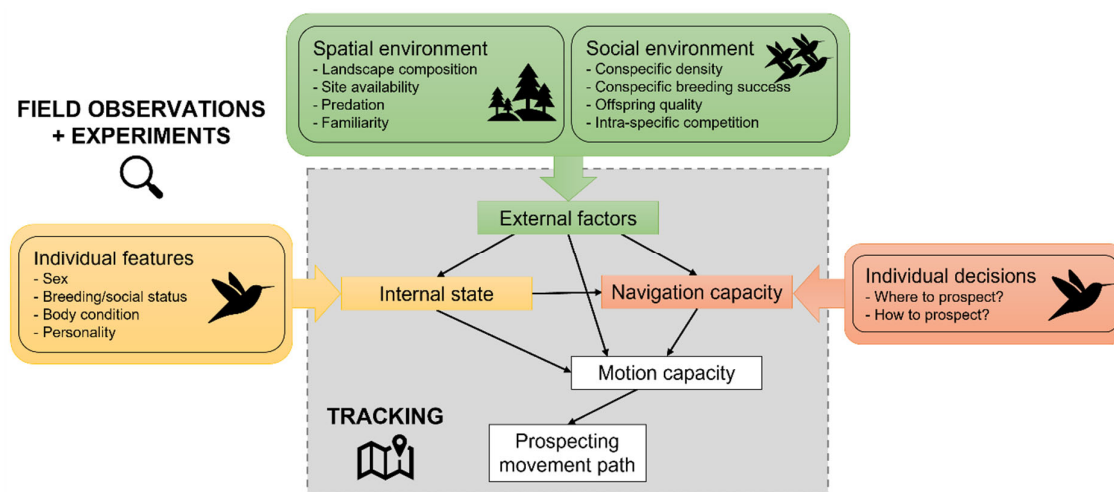 Spatial environment
- Landscape composition
- Site availability
- Predation
- Familiarity
Social environment
- Conspecific density
- Conspecific breeding success
- Offspring quality
- Intra-specific competition
FIELD OBSERVATIONS
+ EXPERIMENTS
External factors
Individual features
- Sex
- Breeding/social status
- Body condition
- Personality
Internal state
Navigation capacity
Individual decisions
- Where to prospect?
- How to prospect?
Motion capacity
TRACKING
Prospecting
movement path